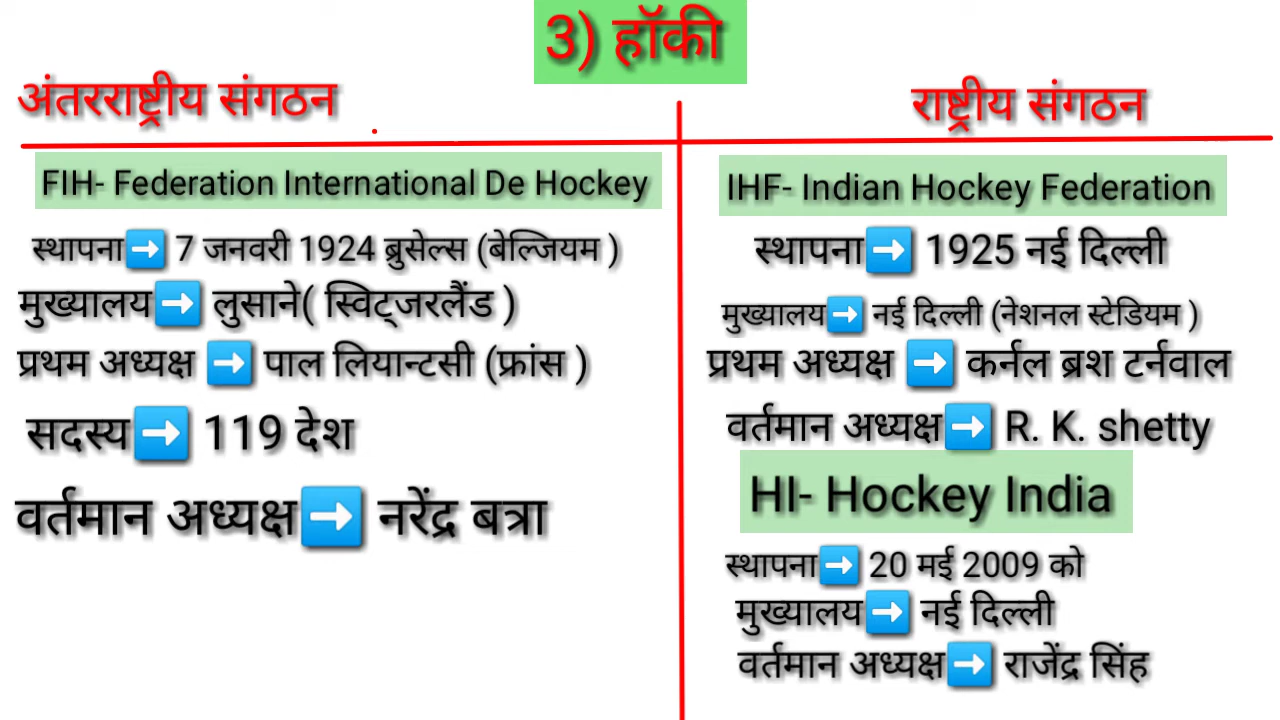 3) हॉकी
अंतरराष्ट्रीय संगठन
FIH- Federation International De Hockey
स्थापना➡ 7 जनवरी 1924 ब्रुसेल्स (बेल्जियम )
मुख्यालय➡ लुसाने( स्विट्जरलैंड )
प्रथम अध्यक्ष ➡ पाल लियान्टसी (फ्रांस )
सदस्य➡ 119 देश
वर्तमान अध्यक्ष➡ नरेंद्र बत्रा
राष्ट्रीय संगठन
IHF- Indian Hockey Federation
स्थापना➡ 1925 नई दिल्ली
मुख्यालय➡ नई दिल्ली (नेशनल स्टेडियम )
प्रथम अध्यक्ष ➡ कर्नल ब्रश टर्नवाल
वर्तमान अध्यक्ष➡ R. K. shetty
HI- Hockey India
स्थापना➡ 20 मई 2009 को
मुख्यालय➡ नई दिल्ली
वर्तमान अध्यक्ष➡ राजेंद्र सिंह